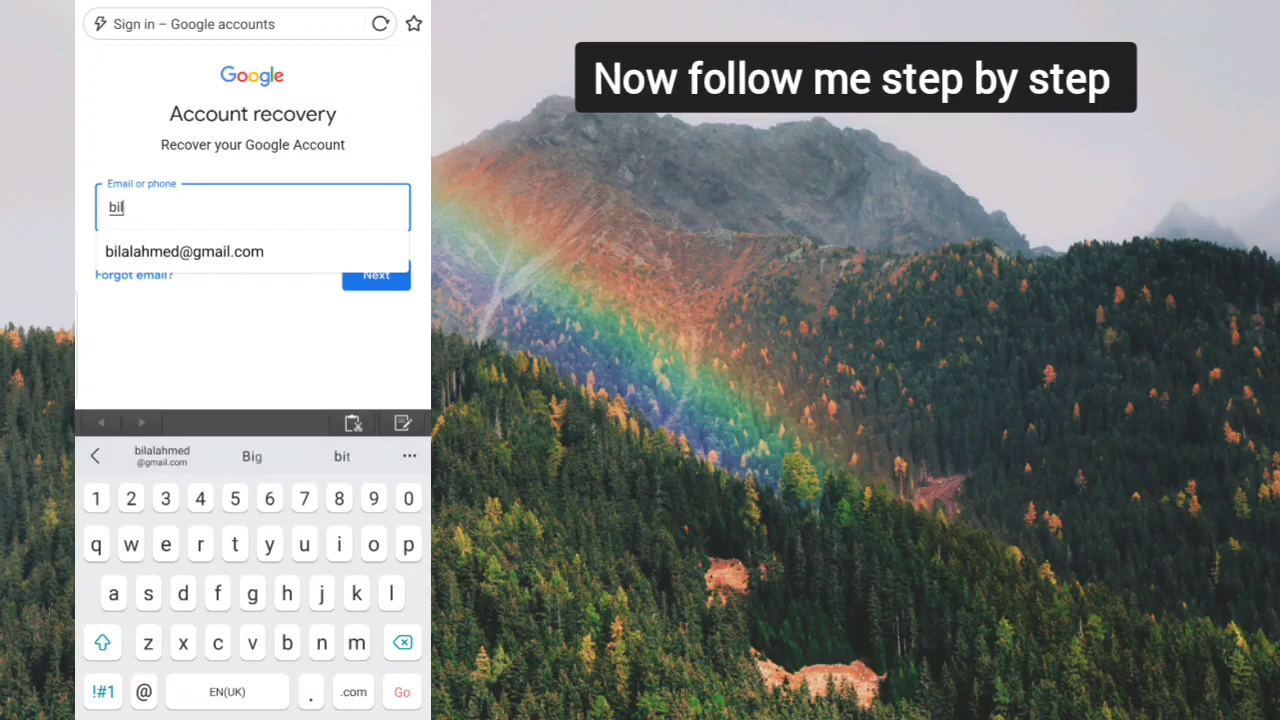 Sign in – Google accounts
Now follow me step by step
Google
Account recovery
Recover your Google Account
Email or phone
bil
bilalahmed@gmail.com
Forgot email?
Next
bilalahmed
@gmail.com
Big
bit
1 2 3 4 5 6 7 8 9 0
q w e r t y u i o p
a s d f g h j k l
z x c v b n m
!#1 @ EN(UK) . .com Go